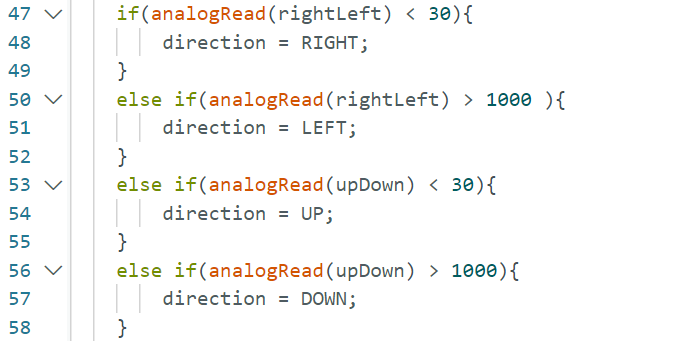 47 if(analogRead(rightLeft) < 30){
48 direction = RIGHT;
49 }
50 else if(analogRead(rightLeft) > 1000 ){
51 direction = LEFT;
52 }
53 else if(analogRead(upDown) < 30){
54 direction = UP;
55 }
56 else if(analogRead(upDown) > 1000){
57 direction = DOWN;
58 }